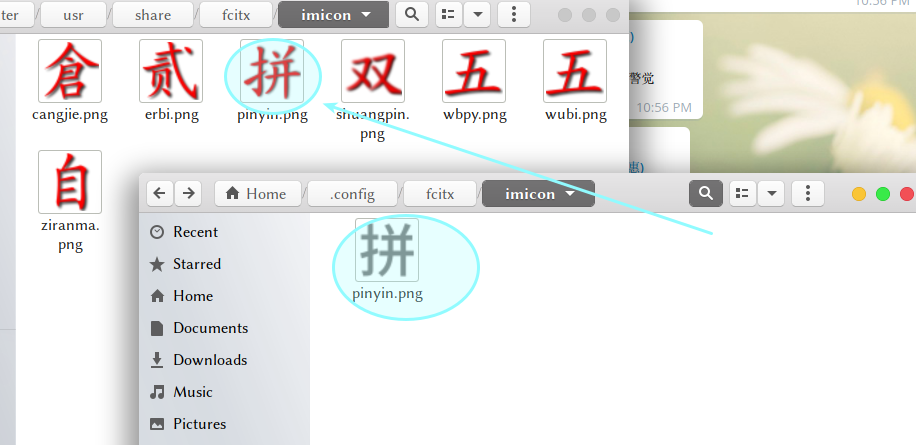 10:56 PM
ter
usr
share
fcitx
imicon
倉
贰
拼
双
五
五
cangjie.png
erbi.png
pinyin.png
shuangpin.
png
wbpy.png
wubi.png
警觉
10:56 PM
自
ziranma.
png
惠)
Home
.config
fcitx
imicon
拼
pinyin.png
Recent
Starred
Home
Documents
Downloads
Music
Pictures